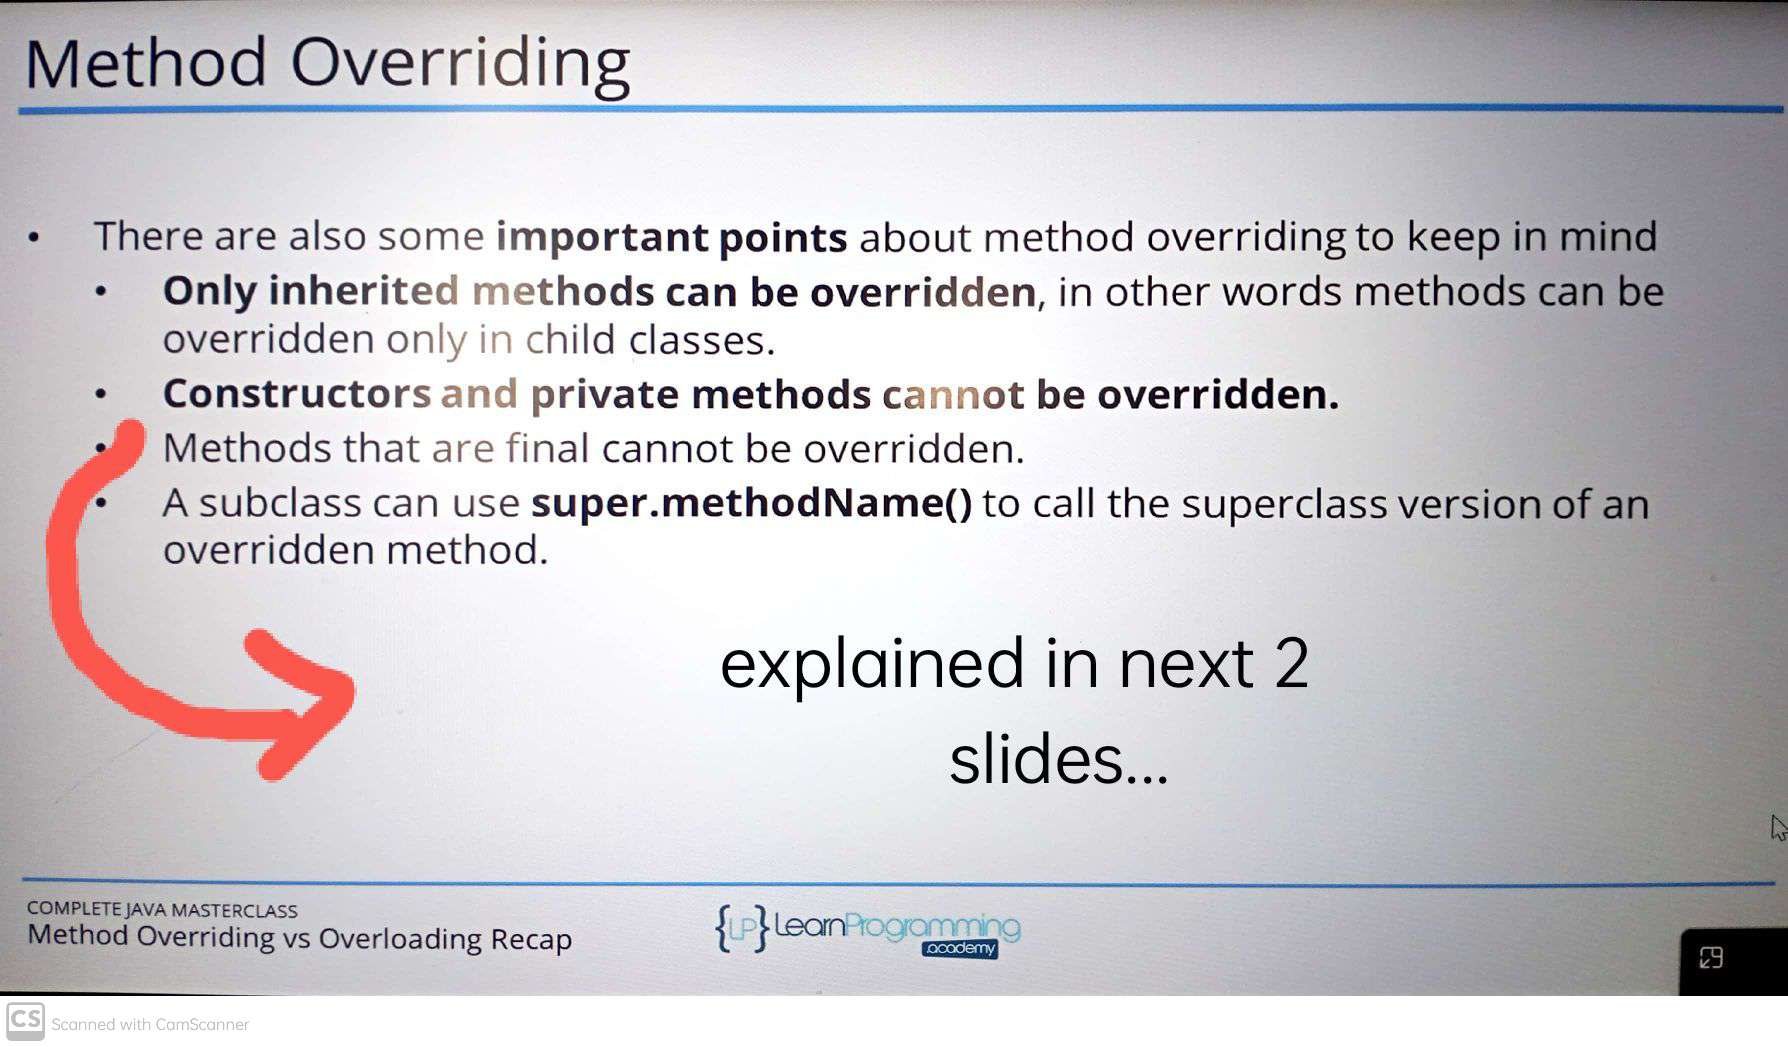 Method Overriding
• There are also some important points about method overriding to keep in mind
• Only inherited methods can be overridden, in other words methods can be
overridden only in child classes.
• Constructors and private methods cannot be overridden.
• Methods that are final cannot be overridden.
• A subclass can use super.methodName() to call the superclass version of an
overridden method.
explained in next 2
slides...
COMPLETE JAVA MASTERCLASS
Method Overriding vs Overloading Recap
{LP} LearnProgramming
.academy
CS Scanned with CamScanner